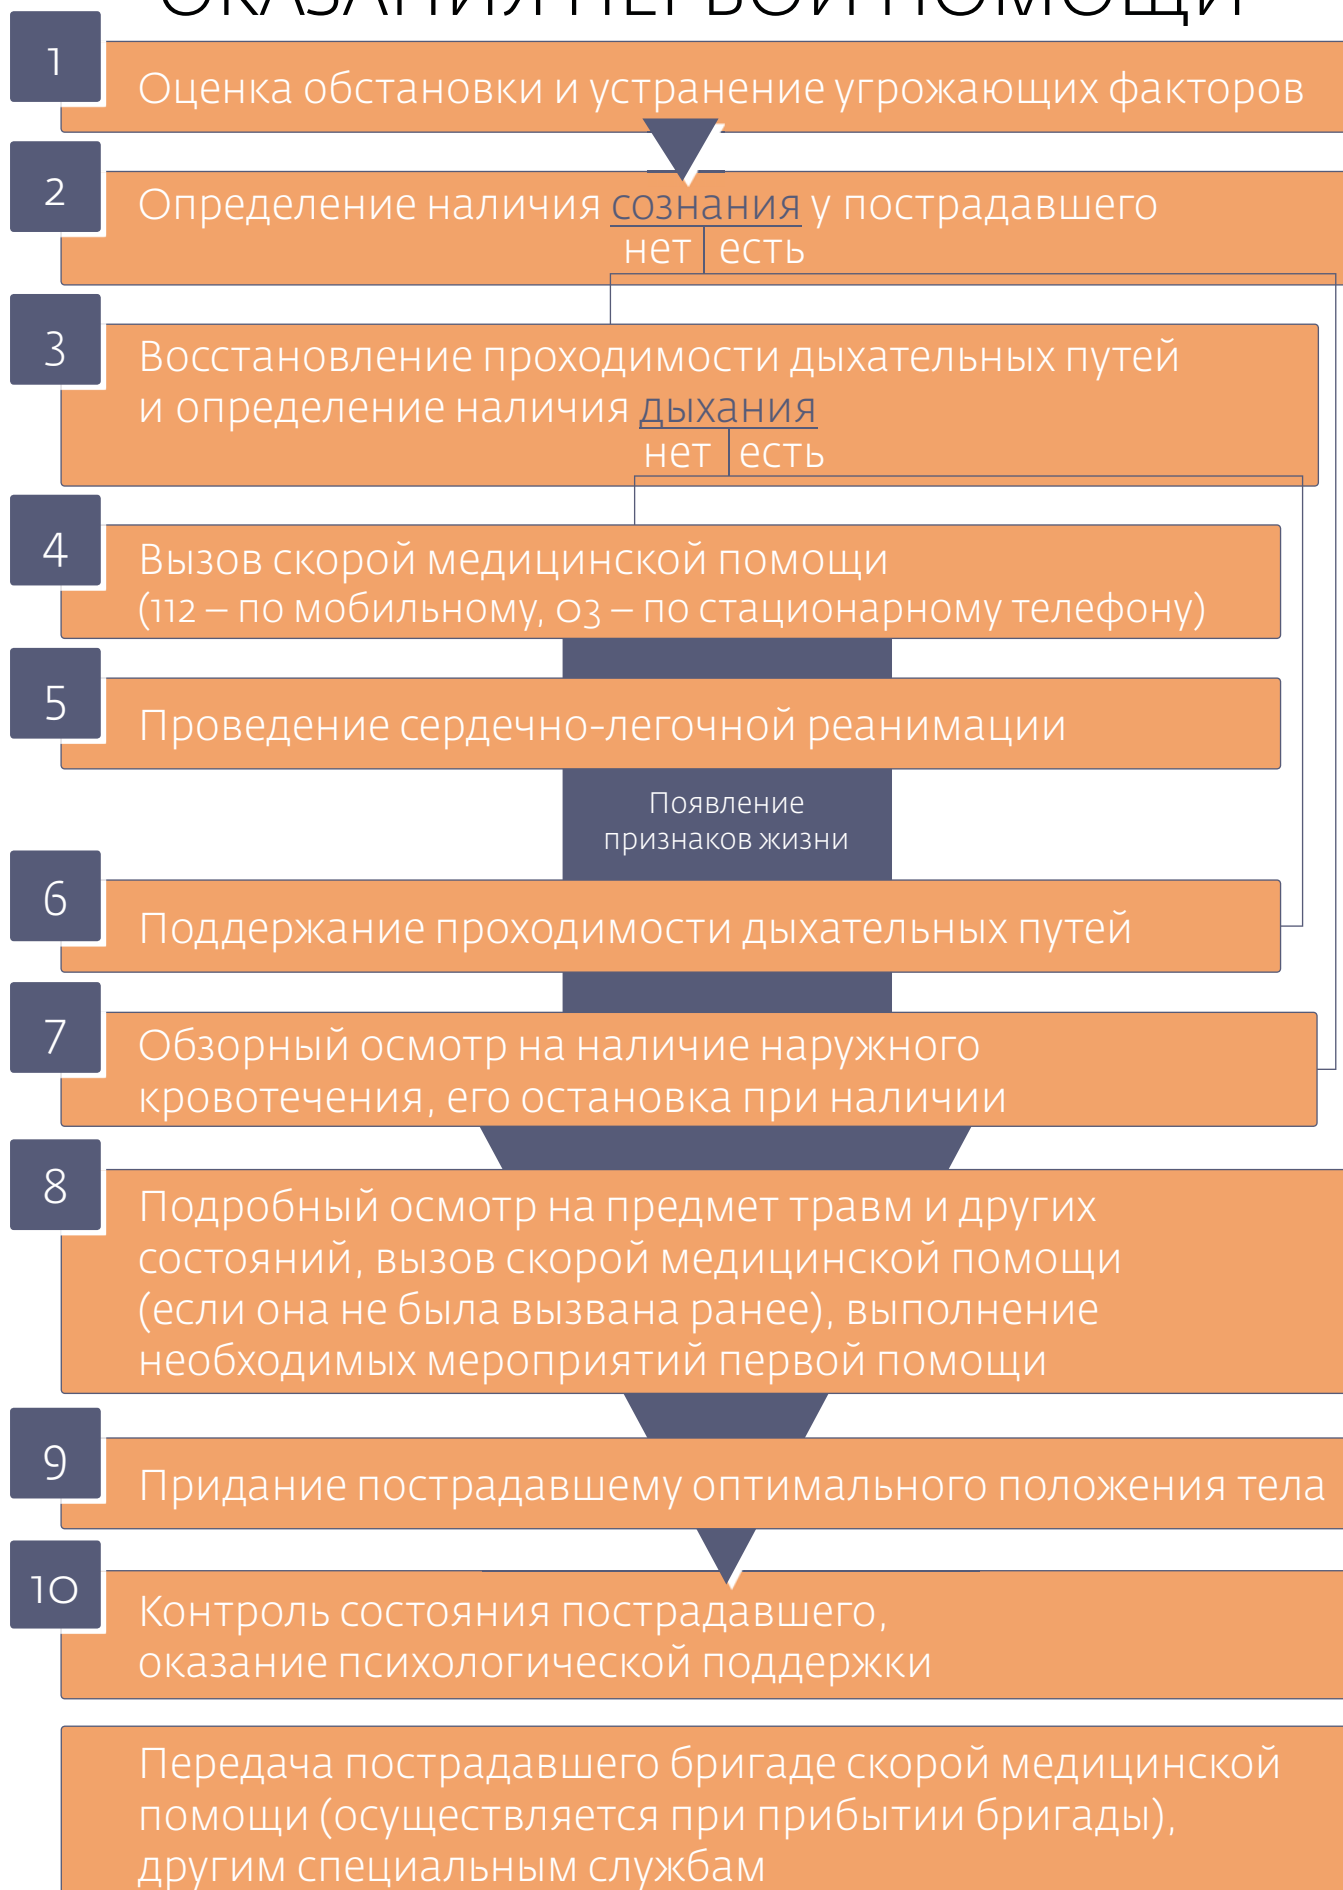 ОКАЗАНИЯ ПЕРВОЙ ПОМОЩИ
1
Оценка обстановки и устранение угрожающих факторов
2
Определение наличия сознания у пострадавшего
нет есть
3
Восстановление проходимости дыхательных путей
и определение наличия дыхания
нет есть
4
Вызов скорой медицинской помощи
(112 – по мобильному, 03 – по стационарному телефону)
5
Проведение сердечно-легочной реанимации
Появление
признаков жизни
6
Поддержание проходимости дыхательных путей
7
Обзорный осмотр на наличие наружного
кровотечения, его остановка при наличии
8
Подробный осмотр на предмет травм и других
состояний, вызов скорой медицинской помощи
(если она не была вызвана ранее), выполнение
необходимых мероприятий первой помощи
9
Придание пострадавшему оптимального положения тела
10
Контроль состояния пострадавшего,
оказание психологической поддержки
Передача пострадавшего бригаде скорой медицинской
помощи (осуществляется при прибытии бригады),
другим специальным службам